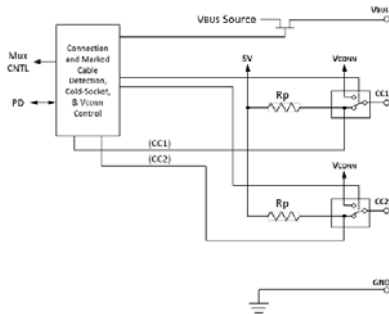 VBUS Source
VBUS
Connection
and Marked
Cable
Detection,
Cold-Socket,
& Vconn
Control
Mux
CNTL
PD
5V
VCONN
Rp
CC1
(CC1)
(CC2)
VCONN
Rp
CC2
GND